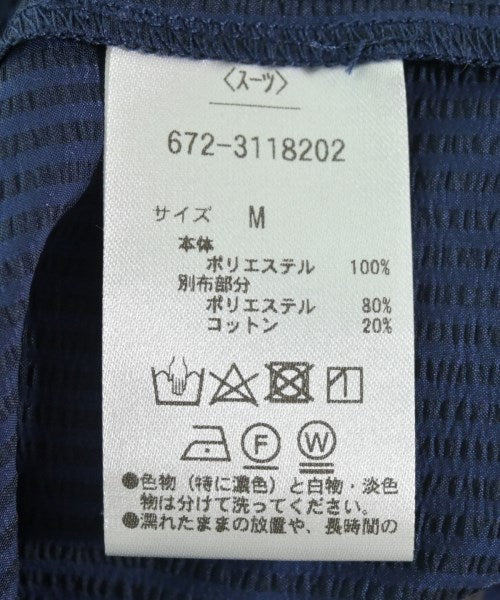 〈スーツ〉
672-3118202
サイズ M
本体
ポリエステル 100%
別布部分
ポリエステル 80%
コットン 20%
F W
●色物（特に濃色）と白物・淡色
物は分けて洗ってください。
●濡れたままの放置や、長時間の